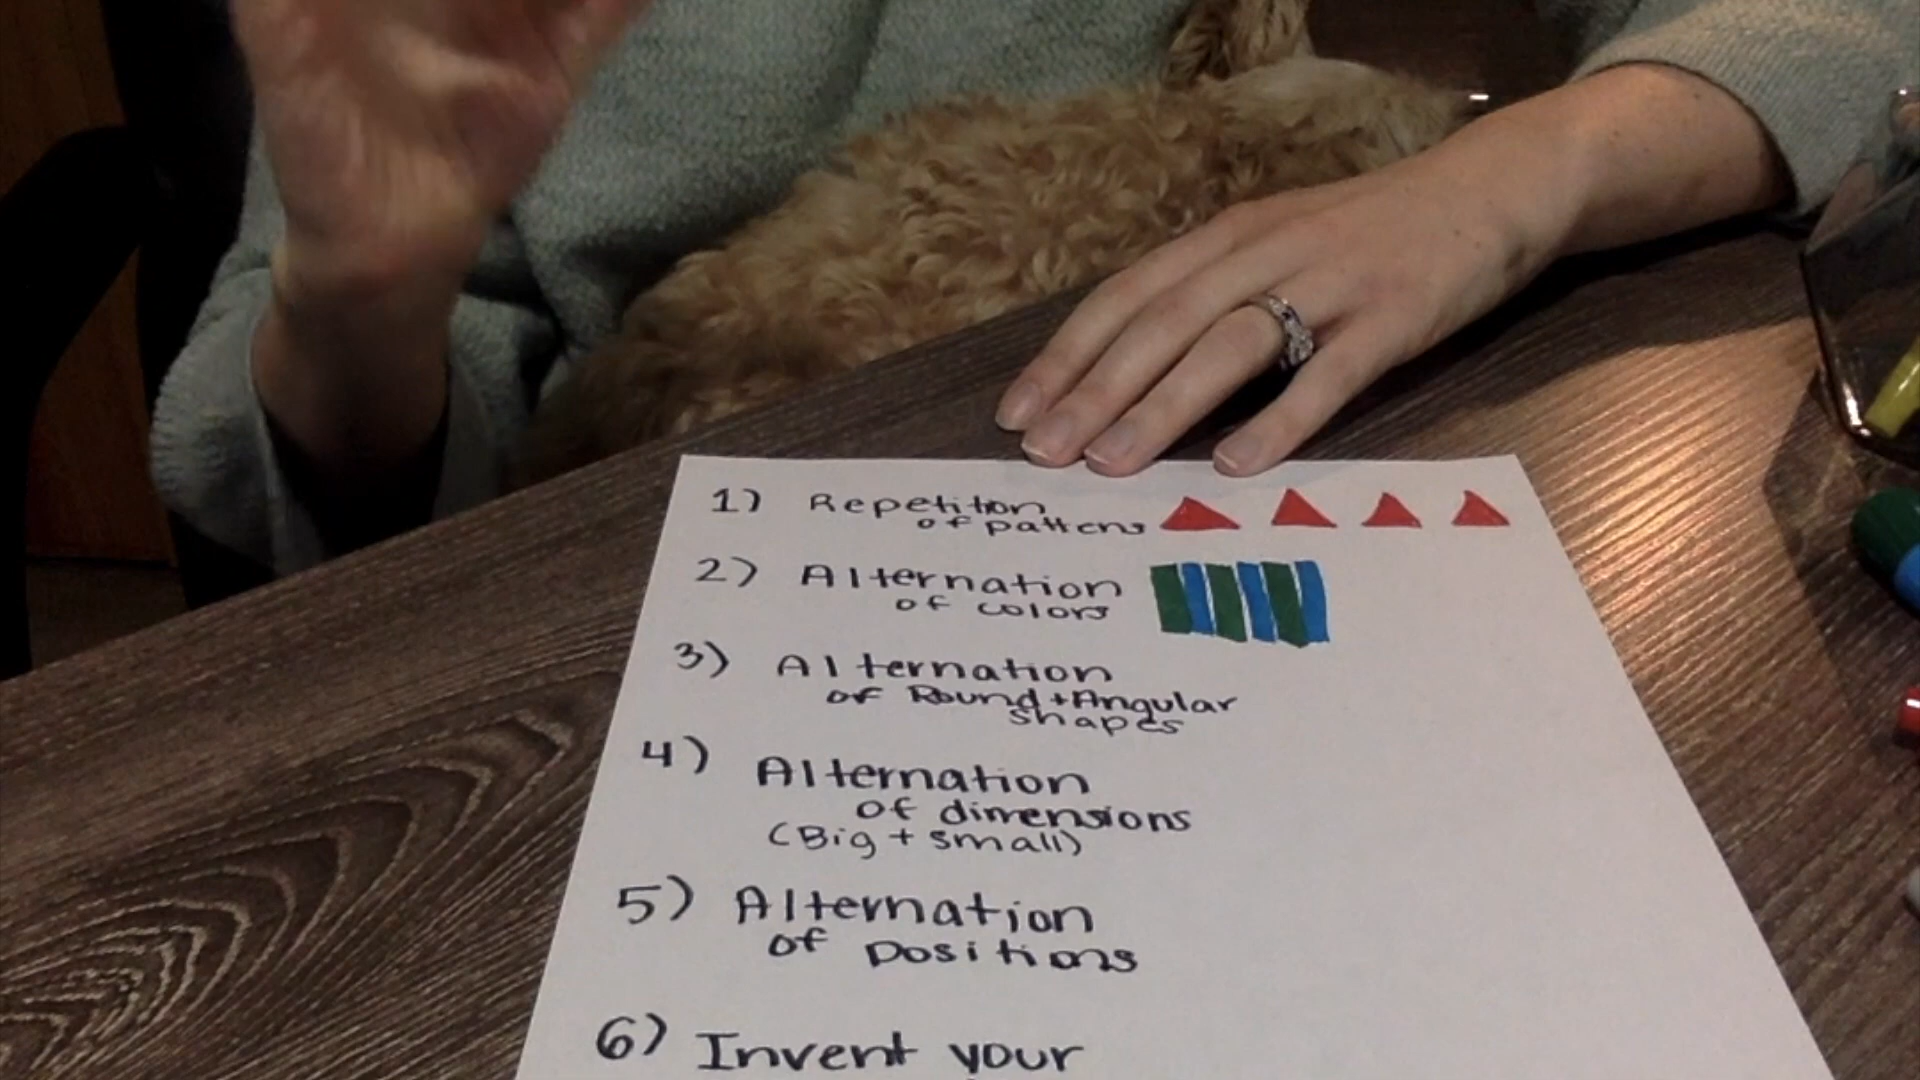 1) Repetition
of pattens
2) Alternation
of colors
3) Alternation
of Round + Angular
shapes
4) Alternation
of dimensions
(Big + small)
5) Alternation
of positions
6) Invent your